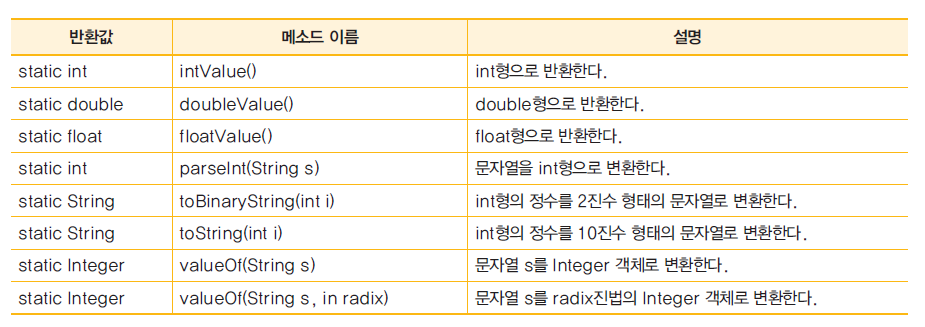 반환값 메소드 이름 설명
static int intValue() int형으로 반환한다.
static double doubleValue() double형으로 반환한다.
static float floatValue() float형으로 반환한다.
static int parseInt(String s) 문자열을 int형으로 변환한다.
static String toBinaryString(int i) int형의 정수를 2진수 형태의 문자열로 변환한다.
static String toString(int i) int형의 정수를 10진수 형태의 문자열로 변환한다.
static Integer valueOf(String s) 문자열 s를 Integer 객체로 변환한다.
static Integer valueOf(String s, in radix) 문자열 s를 radix진법의 Integer 객체로 변환한다.